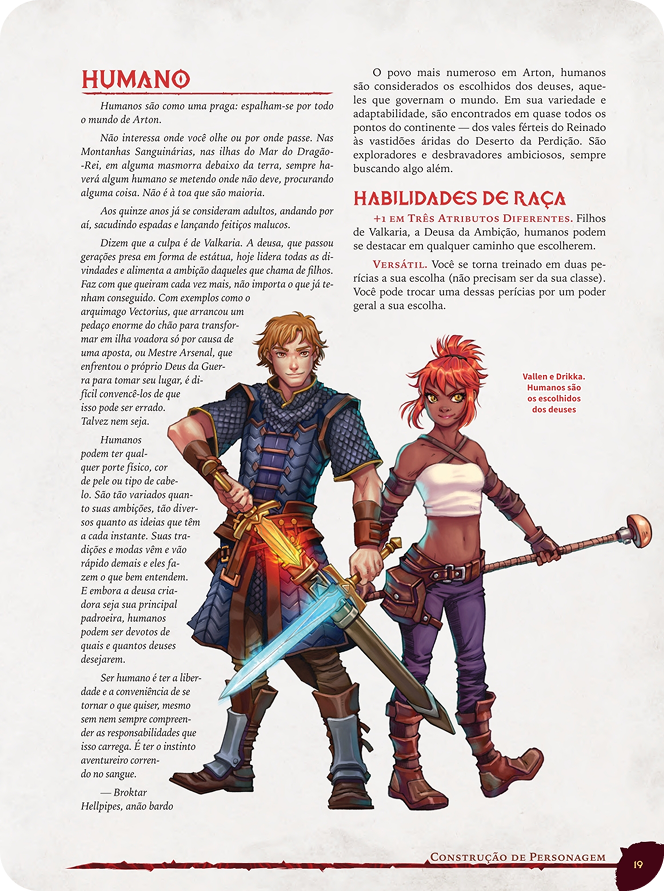 HUMANO
Humanos são como uma praga: espalham-se por todo
o mundo de Arton.
Não interessa onde você olhe ou por onde passe. Nas
Montanhas Sanguinárias, nas ilhas do Mar do Dragão-
-Rei, em alguma masmorra debaixo da terra, sempre ha-
verá algum humano se metendo onde não deve, procurando
alguma coisa. Não é à toa que são maioria.
Aos quinze anos já se consideram adultos, andando por
aí, sacudindo espadas e lançando feitiços malucos.
Dizem que a culpa é de Valkaria. A deusa, que passou
gerações presa em forma de estátua, hoje lidera todas as di-
vindades e alimenta a ambição daqueles que chama de filhos.
Faz com que queiram cada vez mais, não importa o que já te-
nham conseguido. Com exemplos como o
arquimago Vectorius, que arrancou um
pedaço enorme do chão para transfor-
mar em ilha voadora só por causa de
uma aposta, ou Mestre Arsenal, que
enfrentou o próprio Deus da Guer-
ra para tomar seu lugar, é di-
fícil convencê-los de que
isso pode ser errado.
Talvez nem seja.
Humanos
podem ter qual-
quer porte físico, cor
de pele ou tipo de cabe-
lo. São tão variados quan-
to suas ambições, tão diver-
sos quanto as ideias que têm
a cada instante. Suas tra-
dições e modas vêm e vão
rápido demais e eles fa-
zem o que bem entendem.
E embora a deusa cria-
dora seja sua principal
padroeira, humanos
podem ser devotos de
quais e quantos deuses
desejarem.
Ser humano é ter a liber-
dade e a conveniência de se
tornar o que quiser, mesmo
sem nem sempre compreen-
der as responsabilidades que
isso carrega. É ter o instinto
aventureiro corren-
do no sangue.
— Broktar
Hellpipes, anão bardo
O povo mais numeroso em Arton, humanos
são considerados os escolhidos dos deuses, aque-
les que governam o mundo. Em sua variedade e
adaptabilidade, são encontrados em quase todos os
pontos do continente — dos vales férteis do Reinado
às vastidões áridas do Deserto da Perdição. São
exploradores e desbravadores ambiciosos, sempre
buscando algo além.
HABILIDADES DE RAÇA
+1 em Três Atributos Diferentes. Filhos
de Valkaria, a Deusa da Ambição, humanos podem
se destacar em qualquer caminho que escolherem.
Versátil. Você se torna treinado em duas pe-
rícias a sua escolha (não precisam ser da sua classe).
Você pode trocar uma dessas perícias por um poder
geral a sua escolha.
Vallen e Drikka.
Humanos são
os escolhidos
dos deuses
Construção de Personagem
19